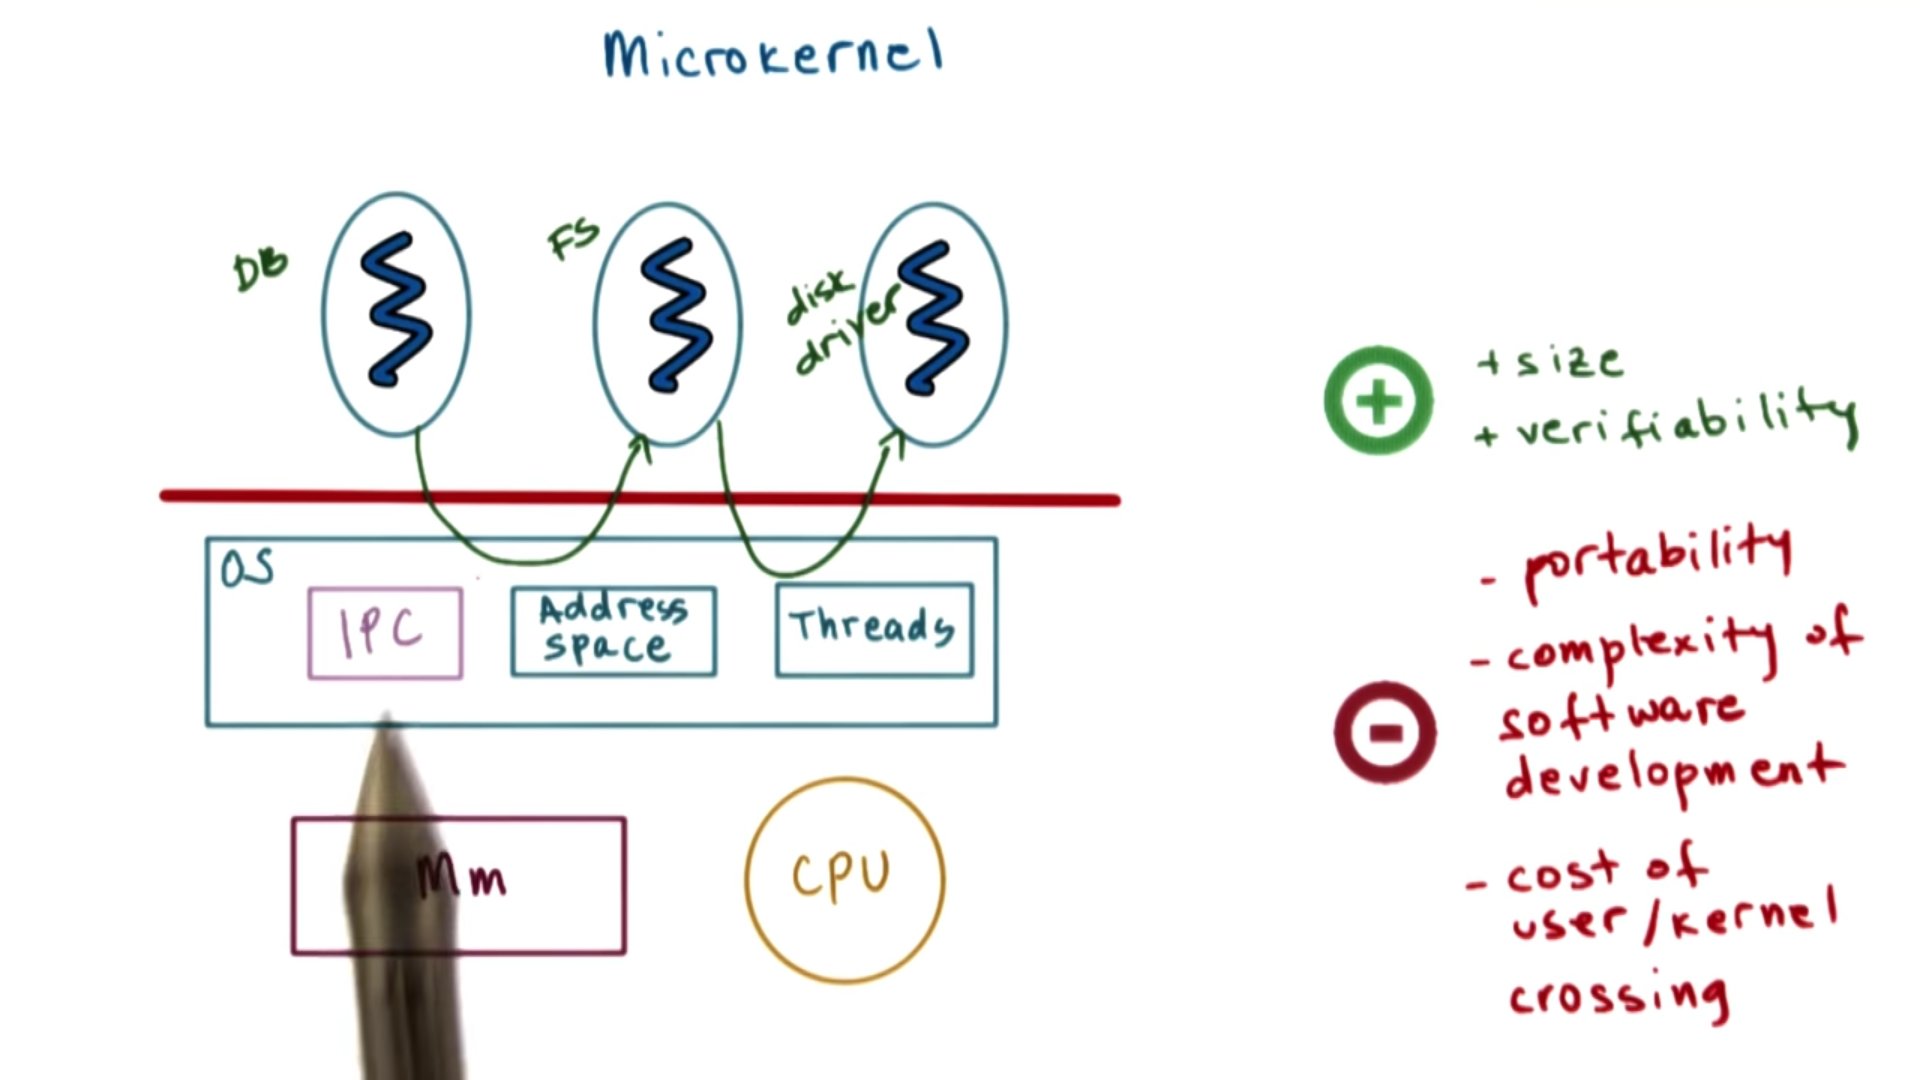 Microkernel
DB
FS
disk
driver
OS
IPC
Address
space
Threads
Mm
CPU
+ size
+ verifiability
- portability
- complexity of
software
development
- cost of
user/kernel
crossing